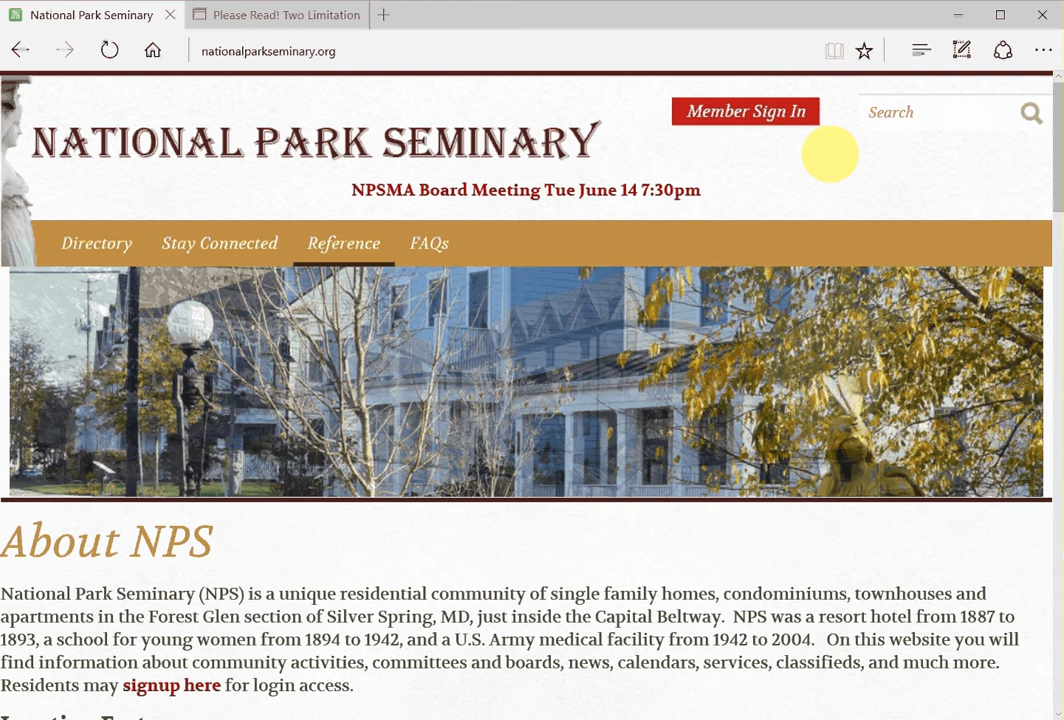 National Park Seminary
Please Read! Two Limitation
nationalparkseminary.org
Member Sign In
Search
NATIONAL PARK SEMINARY
NPSMA Board Meeting Tue June 14 7:30pm
Directory Stay Connected Reference FAQs
About NPS
National Park Seminary (NPS) is a unique residential community of single family homes, condominiums, townhouses and
apartments in the Forest Glen section of Silver Spring, MD, just inside the Capital Beltway. NPS was a resort hotel from 1887 to
1893, a school for young women from 1894 to 1942, and a U.S. Army medical facility from 1942 to 2004. On this website you will
find information about community activities, committees and boards, news, calendars, services, classifieds, and much more.
Residents may signup here for login access.